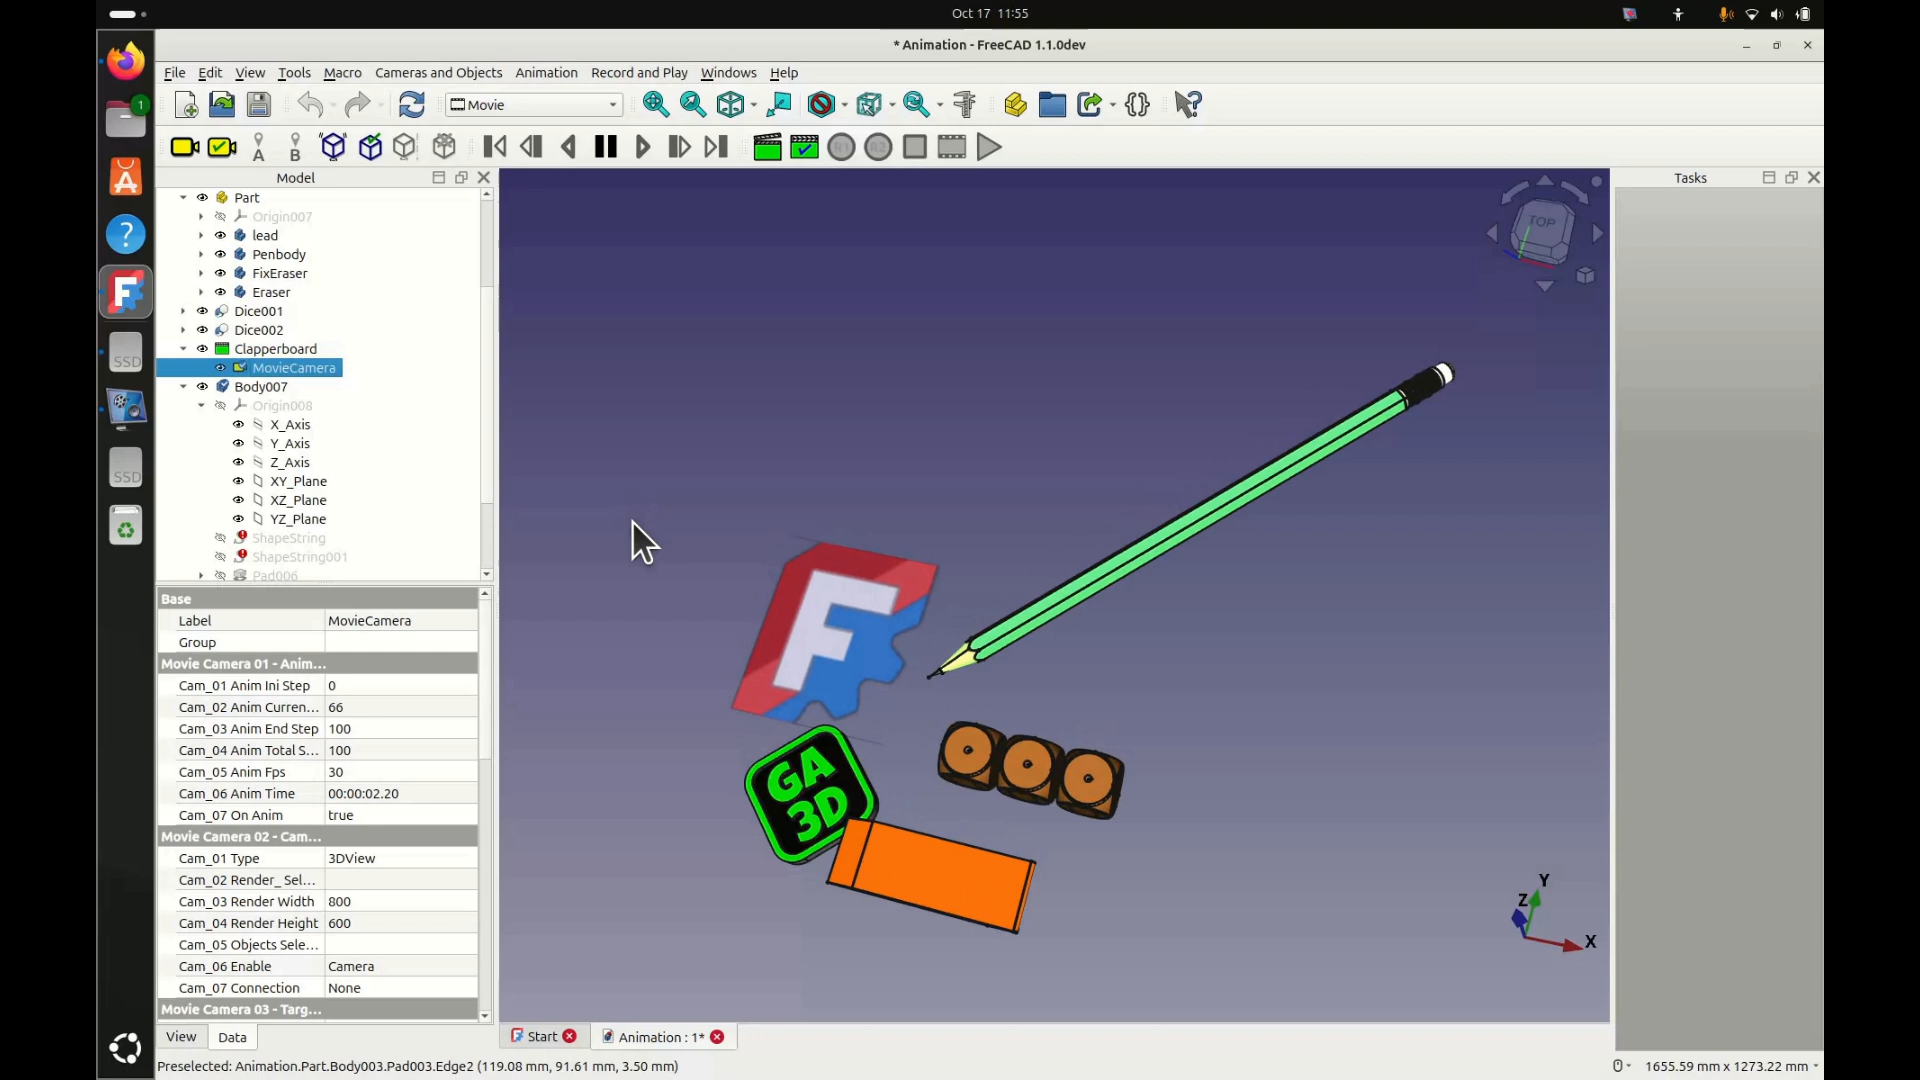 Oct 17 11:55
* Animation - FreeCAD 1.1.0dev
File Edit View Tools Macro Cameras and Objects Animation Record and Play Windows Help
1
Movie
A B R1 R2
Model
Tasks
Part
Origin007
lead
Penbody
FixEraser
Eraser
Dice001
Dice002
Clapperboard
MovieCamera
Body007
Origin008
X_Axis
Y_Axis
Z_Axis
XY_Plane
XZ_Plane
YZ_Plane
ShapeString
ShapeString001
Pad006
TOP
F
GA
3D
Y
Z
X
SSD
SSD
Base
Label MovieCamera
Group
Movie Camera 01 - Anim...
Cam_01 Anim Ini Step 0
Cam_02 Anim Curren... 66
Cam_03 Anim End Step 100
Cam_04 Anim Total S... 100
Cam_05 Anim Fps 30
Cam_06 Anim Time 00:00:02.20
Cam_07 On Anim true
Movie Camera 02 - Cam...
Cam_01 Type 3DView
Cam_02 Render_ Sel...
Cam_03 Render Width 800
Cam_04 Render Height 600
Cam_05 Objects Sele...
Cam_06 Enable Camera
Cam_07 Connection None
Movie Camera 03 - Targ...
View Data
Start Animation : 1*
Preselected: Animation.Part.Body003.Pad003.Edge2 (119.08 mm, 91.61 mm, 3.50 mm)
1655.59 mm x 1273.22 mm